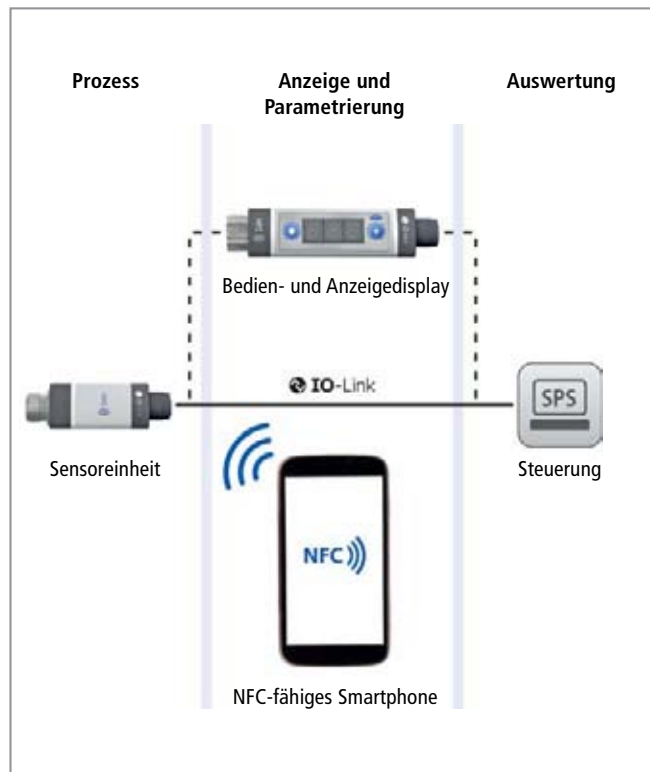 Prozess
Anzeige und
Parametrierung
Auswertung
Bedien- und Anzeigedisplay
IO-Link
SPS
Sensoreinheit
Steuerung
NFC
NFC-fähiges Smartphone